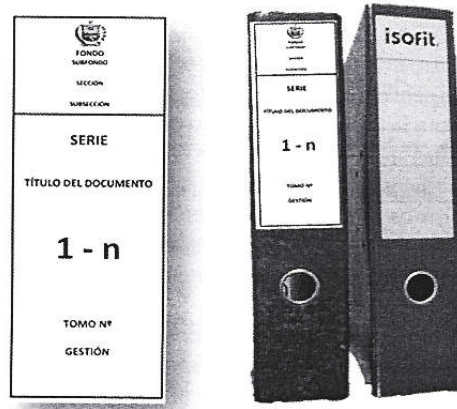 FONDO
SUBFONDO
SECCIÓN
SUBSECCIÓN
SERIE
TÍTULO DEL DOCUMENTO
1 - n
TOMO Nº
GESTIÓN
SERIE
TÍTULO DEL DOCUMENTO
1 - n
TOMO Nº
GESTIÓN
isofit.